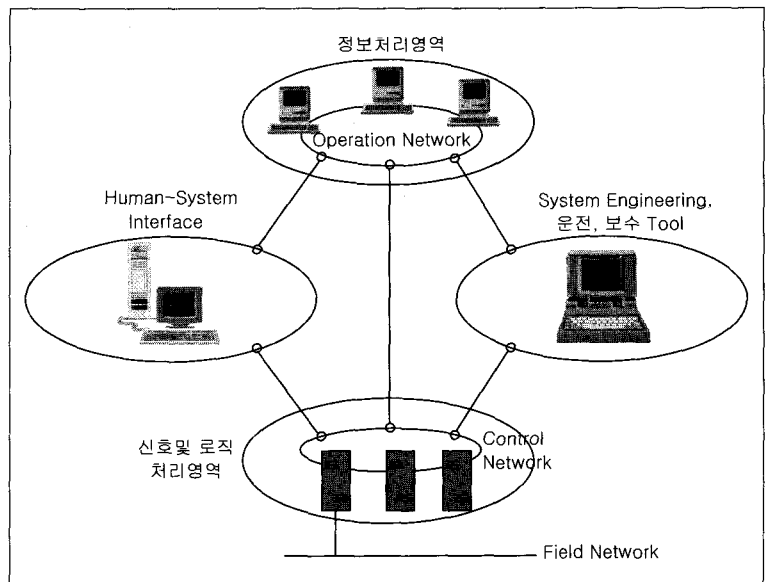 정보처리영역
Operation Network
Human-System
Interface
System Engineering,
운전, 보수 Tool
신호및 로직
처리영역
Control
Network
Field Network